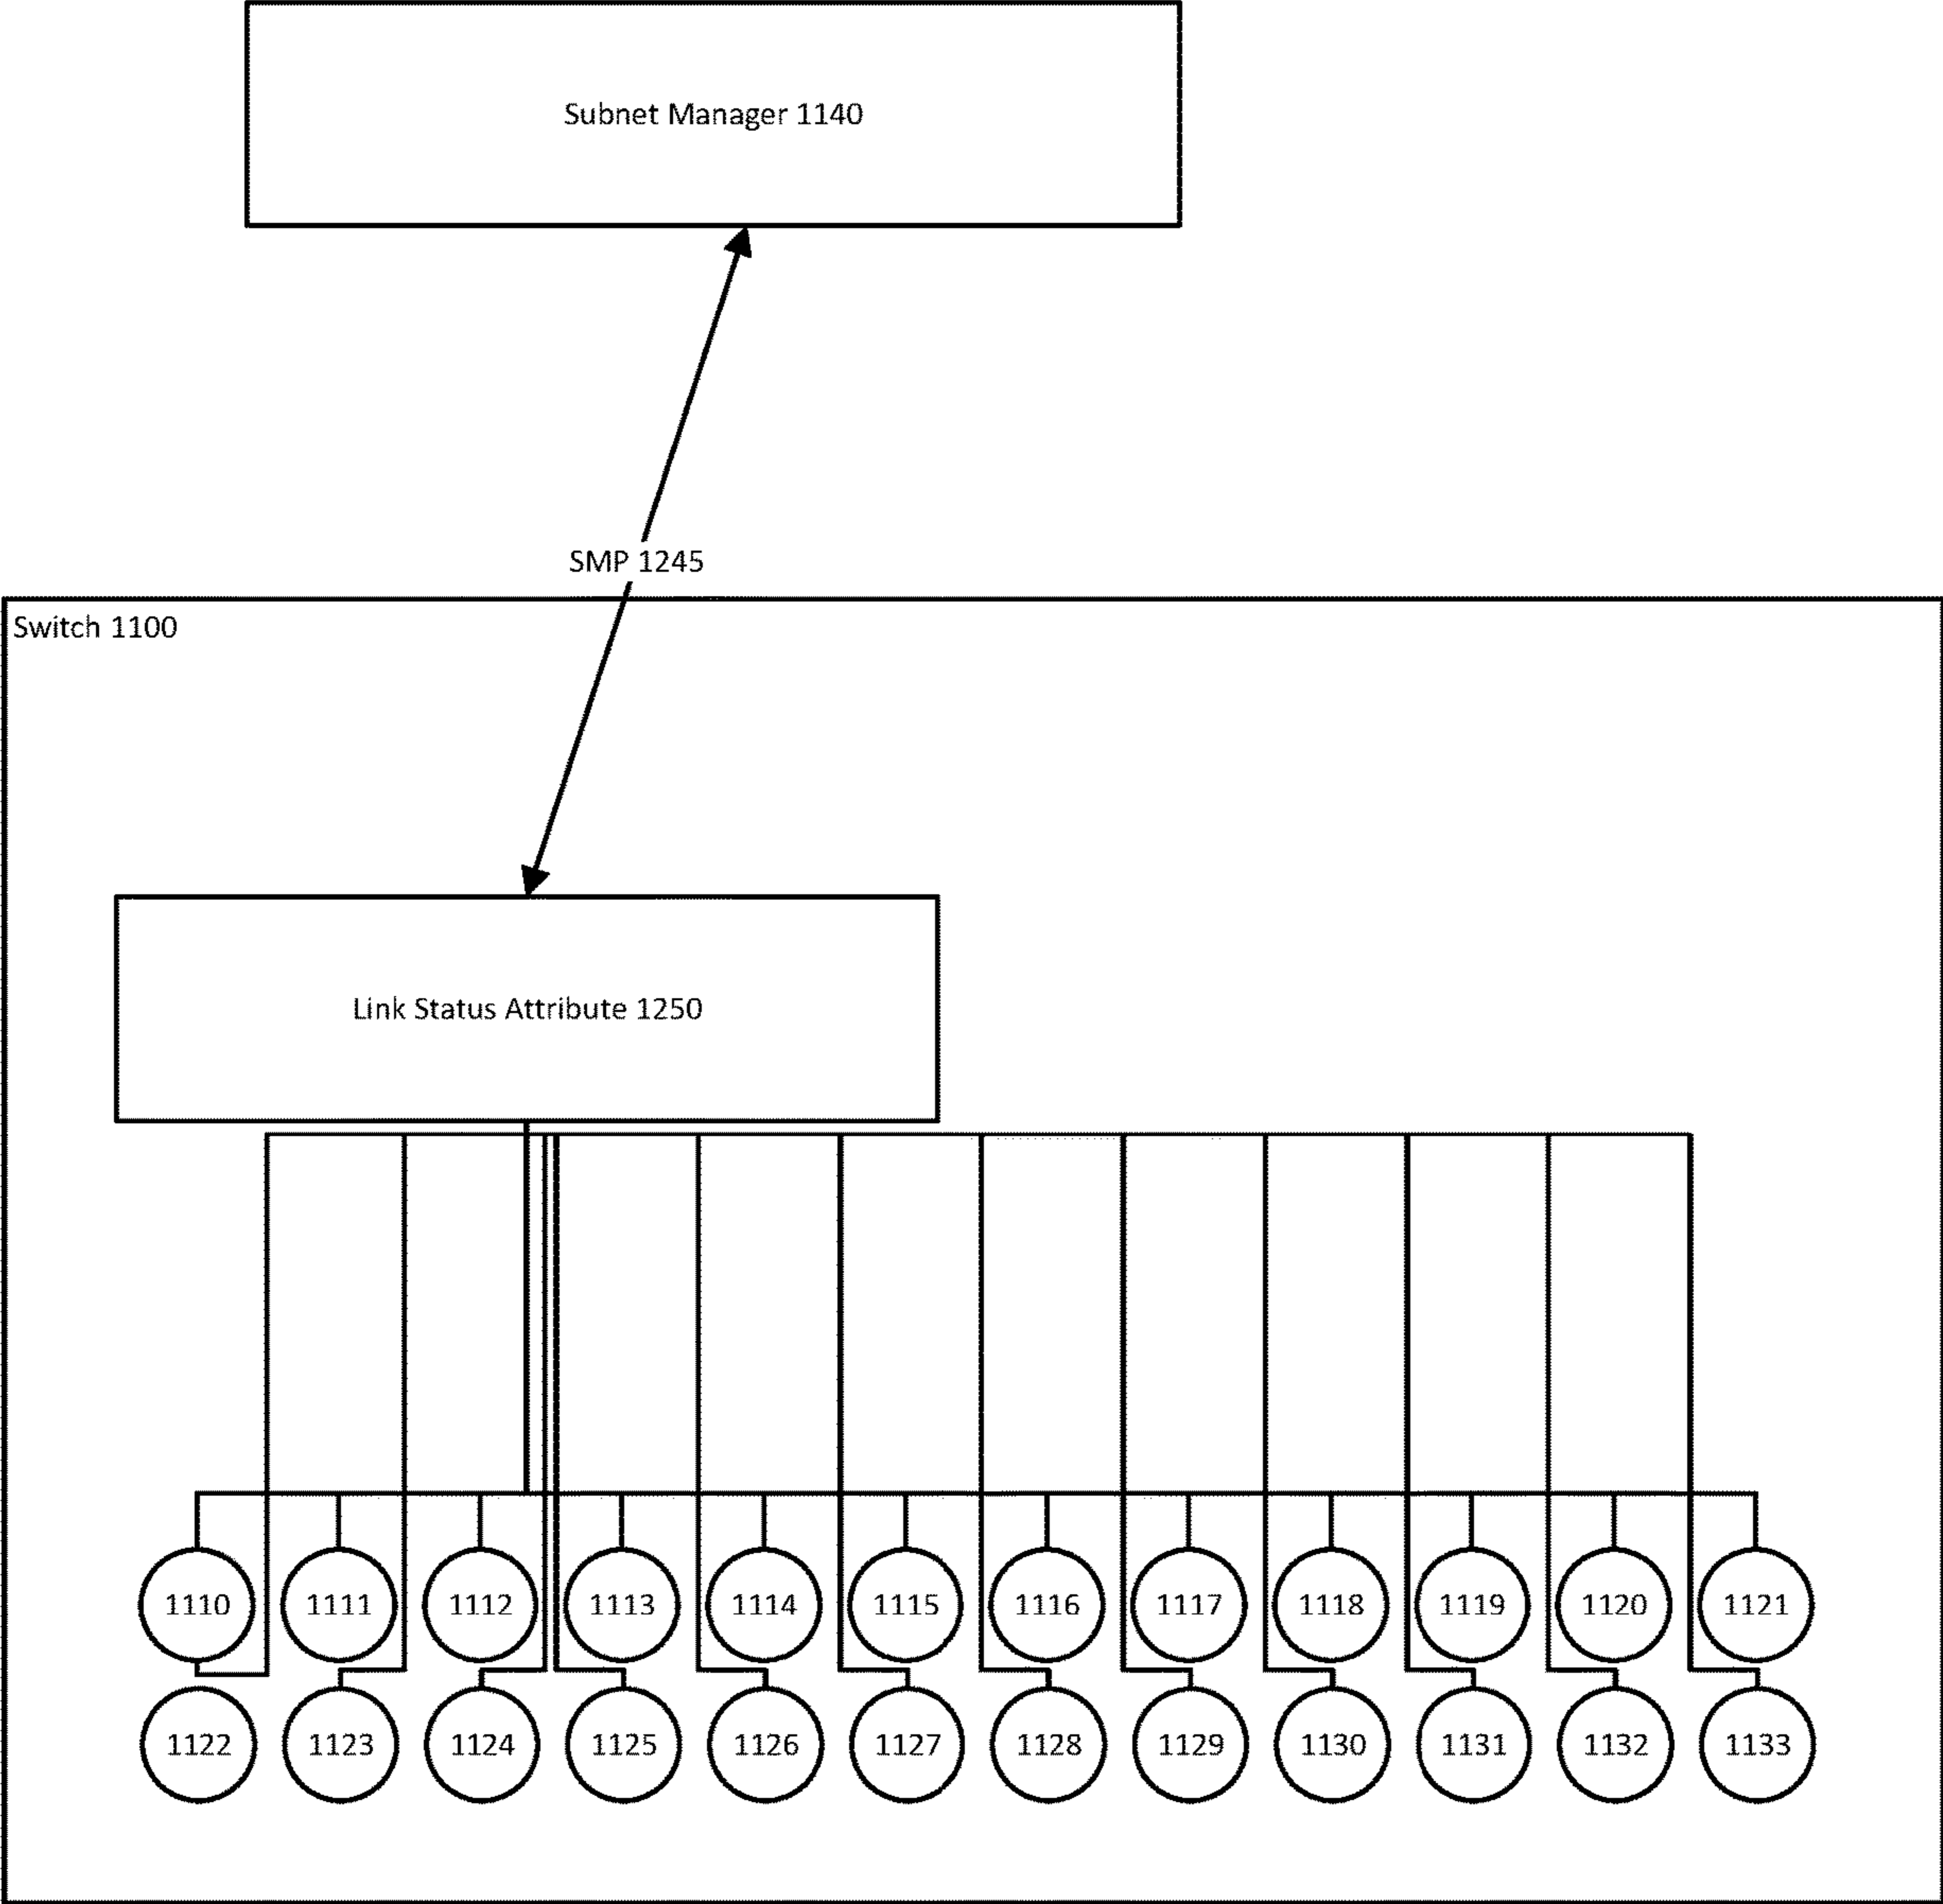 Subnet Manager 1140
SMP 1245
Switch 1100
Link Status Attribute 1250
1110 1111 1112 1113 1114 1115 1116 1117 1118 1119 1120 1121
1122 1123 1124 1125 1126 1127 1128 1129 1130 1131 1132 1133